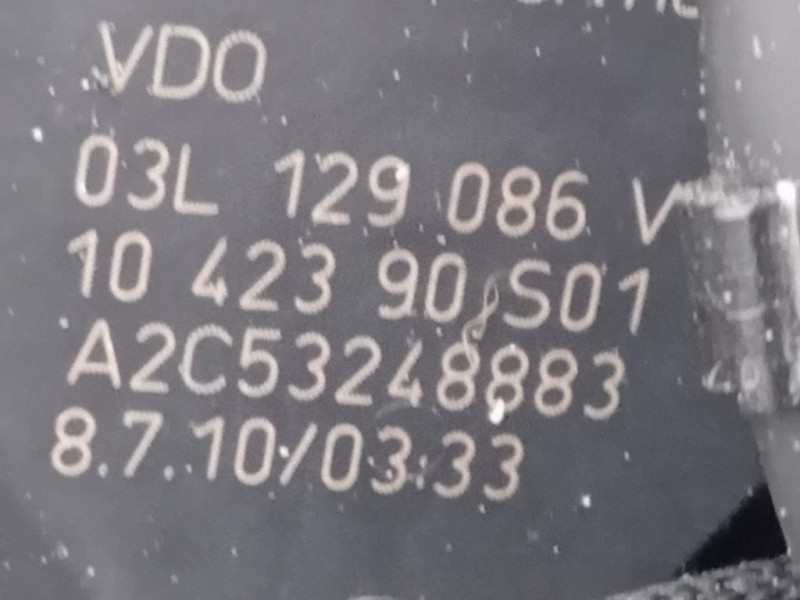 VDO
03L 129 086 V
10 423 90 S01
A2C53248883
8.7.10/03:33